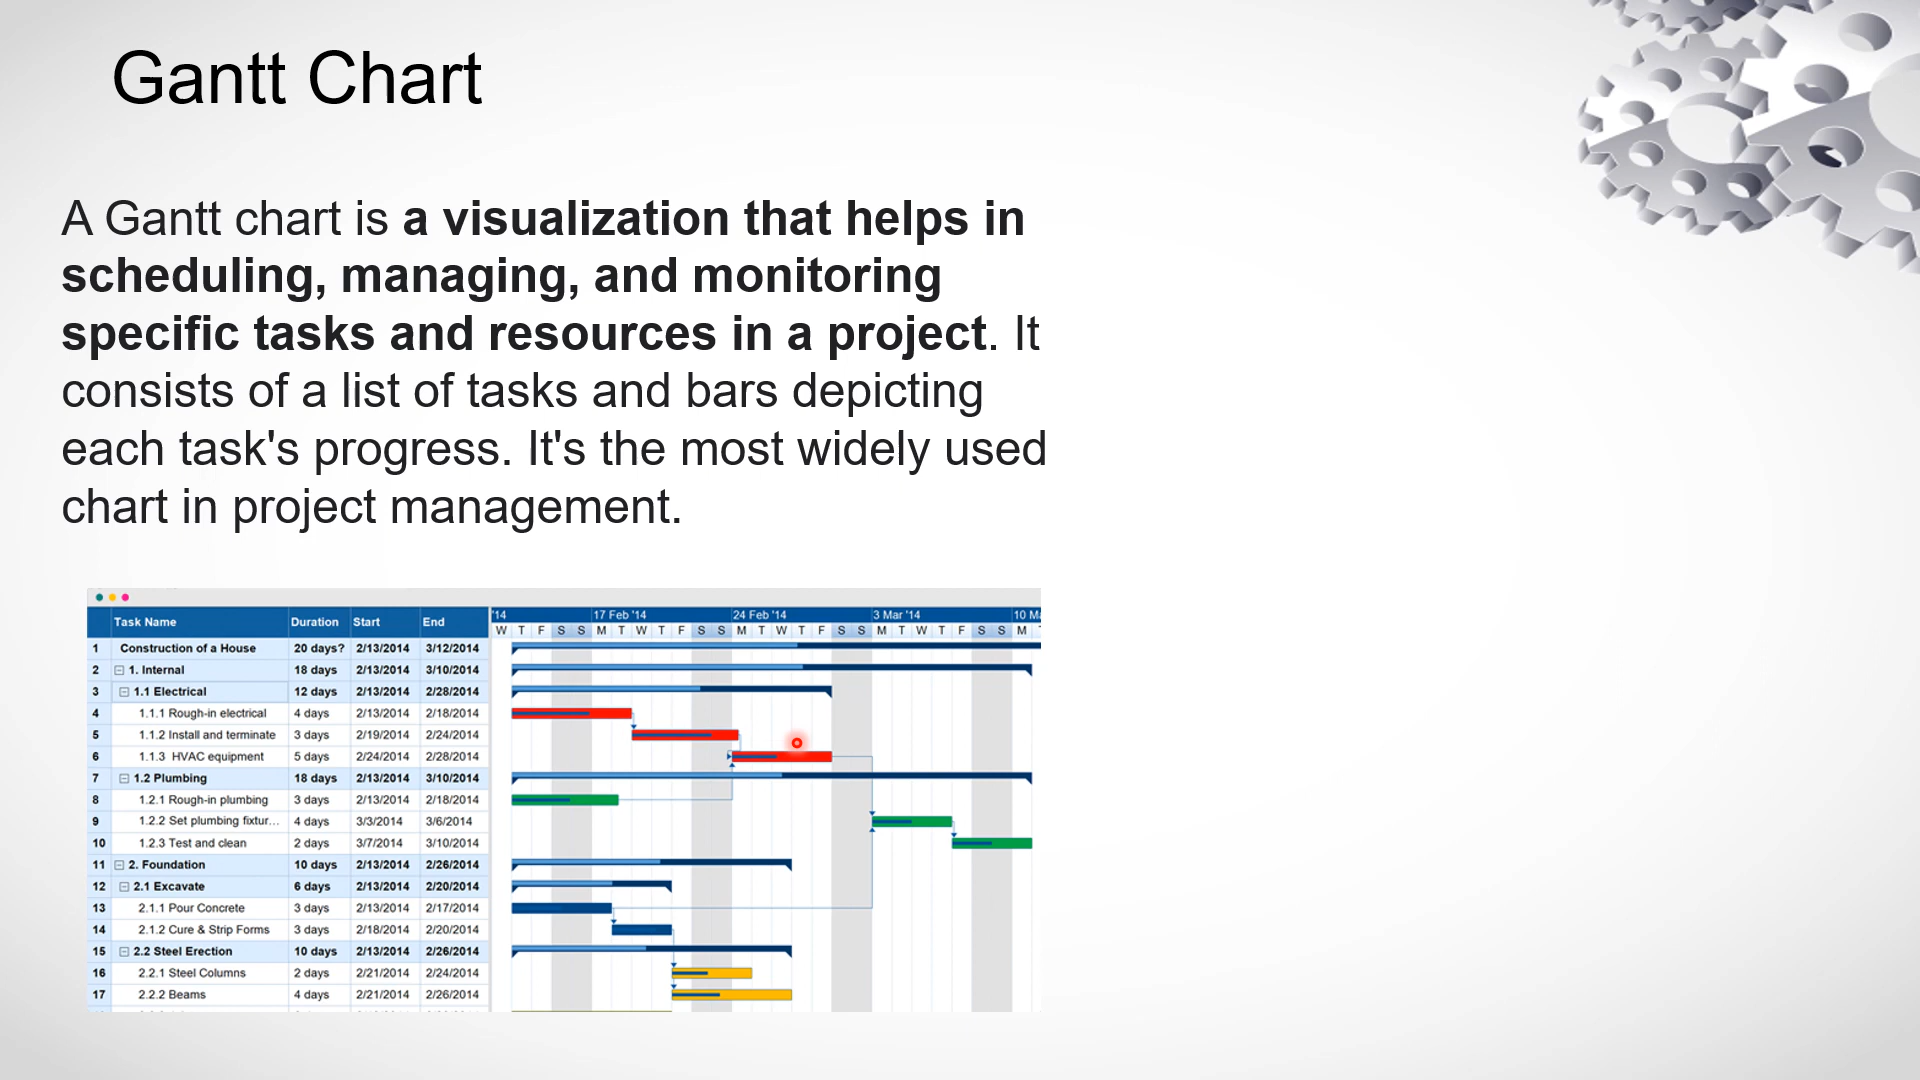 Gantt Chart
A Gantt chart is a visualization that helps in
scheduling, managing, and monitoring
specific tasks and resources in a project. It
consists of a list of tasks and bars depicting
each task's progress. It's the most widely used
chart in project management.
Task Name Duration Start End '14 17 Feb '14 24 Feb '14 3 Mar '14 10 Ma
W T F S S M T W T F S S M T W T F S S M T W T F S S M
1 Construction of a House 20 days? 2/13/2014 3/12/2014
2 1. Internal 18 days 2/13/2014 3/10/2014
3 1.1 Electrical 12 days 2/13/2014 2/28/2014
4 1.1.1 Rough-in electrical 4 days 2/13/2014 2/18/2014
5 1.1.2 Install and terminate 3 days 2/19/2014 2/24/2014
6 1.1.3 HVAC equipment 5 days 2/24/2014 2/28/2014
7 1.2 Plumbing 18 days 2/13/2014 3/10/2014
8 1.2.1 Rough-in plumbing 3 days 2/13/2014 2/18/2014
9 1.2.2 Set plumbing fixtur... 4 days 3/3/2014 3/6/2014
10 1.2.3 Test and clean 2 days 3/7/2014 3/10/2014
11 2. Foundation 10 days 2/13/2014 2/26/2014
12 2.1 Excavate 6 days 2/13/2014 2/20/2014
13 2.1.1 Pour Concrete 3 days 2/13/2014 2/17/2014
14 2.1.2 Cure & Strip Forms 3 days 2/18/2014 2/20/2014
15 2.2 Steel Erection 10 days 2/13/2014 2/26/2014
16 2.2.1 Steel Columns 2 days 2/21/2014 2/24/2014
17 2.2.2 Beams 4 days 2/21/2014 2/26/2014